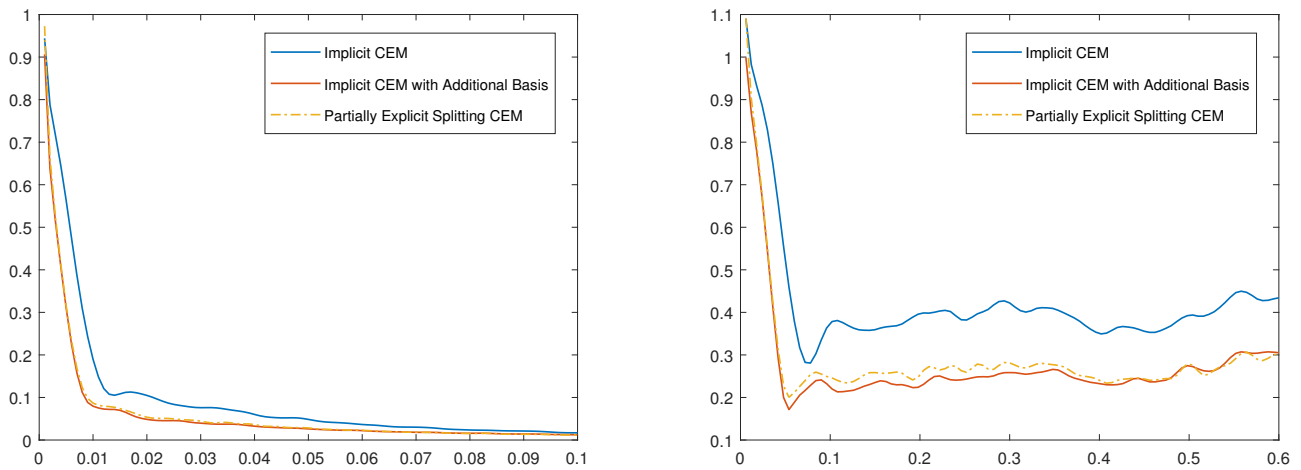 1
0.9
0.8
0.7
0.6
0.5
0.4
0.3
0.2
0.1
0
0 0.01 0.02 0.03 0.04 0.05 0.06 0.07 0.08 0.09 0.1
Implicit CEM
Implicit CEM with Additional Basis
Partially Explicit Splitting CEM
1.1
1
0.9
0.8
0.7
0.6
0.5
0.4
0.3
0.2
0.1
0 0.1 0.2 0.3 0.4 0.5 0.6
Implicit CEM
Implicit CEM with Additional Basis
Partially Explicit Splitting CEM